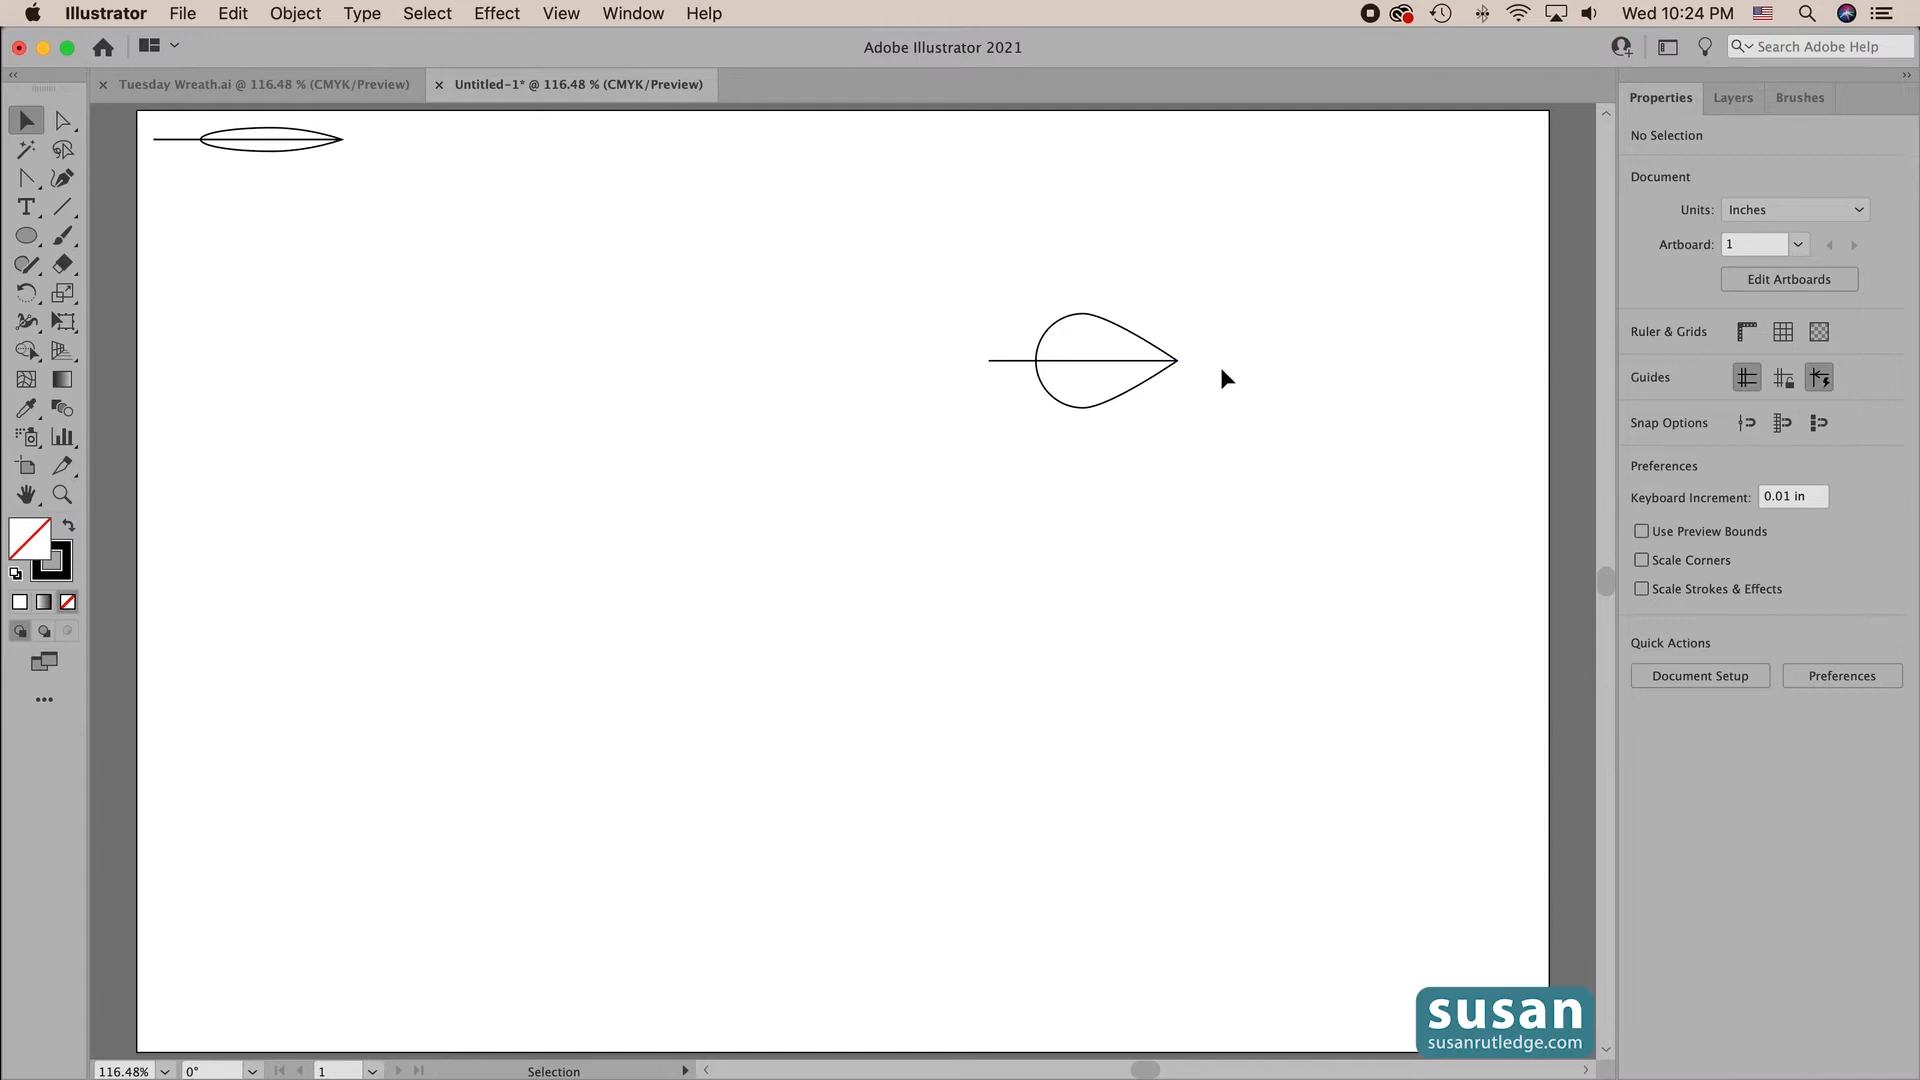 Illustrator File Edit Object Type Select Effect View Window Help
Wed 10:24 PM
Adobe Illustrator 2021
Search Adobe Help
Tuesday Wreath.ai @ 116.48 % (CMYK/Preview)
Untitled-1* @ 116.48 % (CMYK/Preview)
Properties Layers Brushes
No Selection
Document
Units: Inches
Artboard: 1
Edit Artboards
Ruler & Grids
Guides
Snap Options
Preferences
Keyboard Increment: 0.01 in
Use Preview Bounds
Scale Corners
Scale Strokes & Effects
Quick Actions
Document Setup Preferences
susan
susanrutledge.com
116.48% 0° 1 Selection